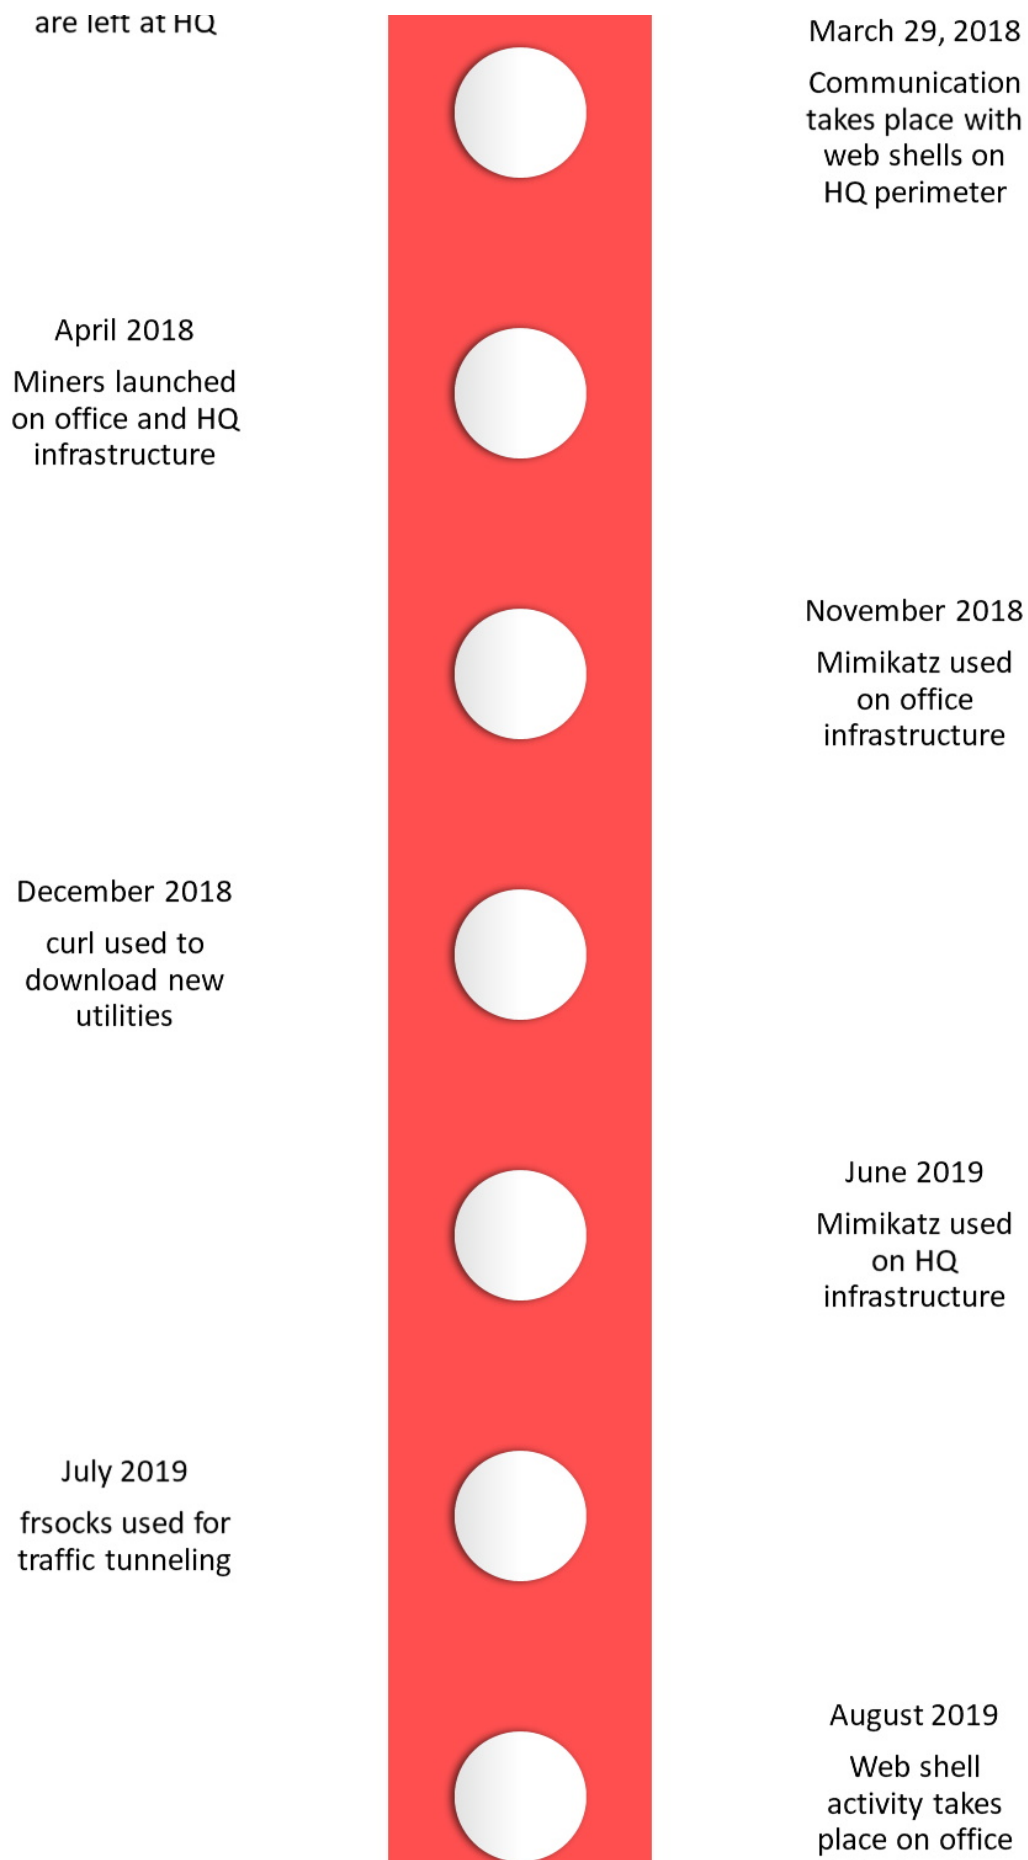 are left at HQ
March 29, 2018
Communication
takes place with
web shells on
HQ perimeter
April 2018
Miners launched
on office and HQ
infrastructure
November 2018
Mimikatz used
on office
infrastructure
December 2018
curl used to
download new
utilities
June 2019
Mimikatz used
on HQ
infrastructure
July 2019
frsocks used for
traffic tunneling
August 2019
Web shell
activity takes
place on office